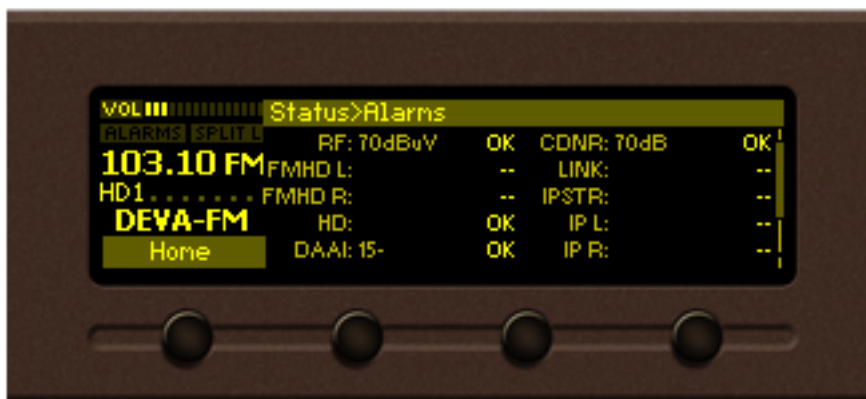 VOL Status>Alarms
ALARMS SPLIT L
RF: 70dBuV OK CDNR: 70dB OK
103.10 FM
FMHD L: -- LINK: --
HD1....... FMHD R: -- IPSTR: --
DEVA-FM
HD: OK IP L: --
Home
DAAI: 15- OK IP R: --